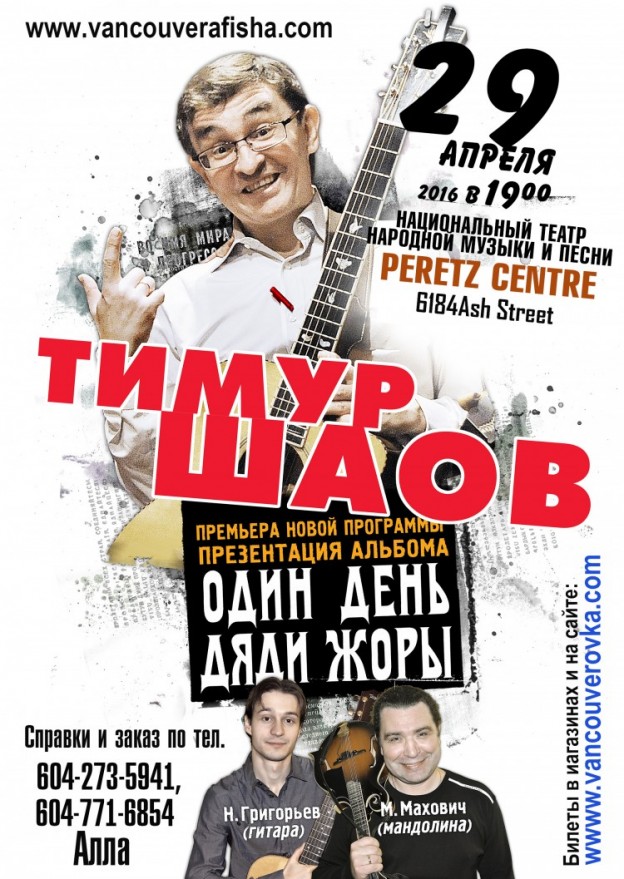 www.vancouverafisha.com
29
АПРЕЛЯ
2016 в 19 00
НАЦИОНАЛЬНЫЙ ТЕАТР
НАРОДНОЙ МУЗЫКИ И ПЕСНИ
PERETZ CENTRE
6184Ash Street
ТИМУР
ШАОВ
ПРЕМЬЕРА НОВОЙ ПРОГРАММЫ
ПРЕЗЕНТАЦИЯ АЛЬБОМА
ОДИН ДЕНЬ
ДЯДИ ЖОРЫ
Справки и заказ по тел.
604-273-5941,
604-771-6854
Алла
Н. Григорьев
(гитара)
М. Махович
(мандолина)
Билеты в иагазинах и на сайте:
www.vancouverovka.com